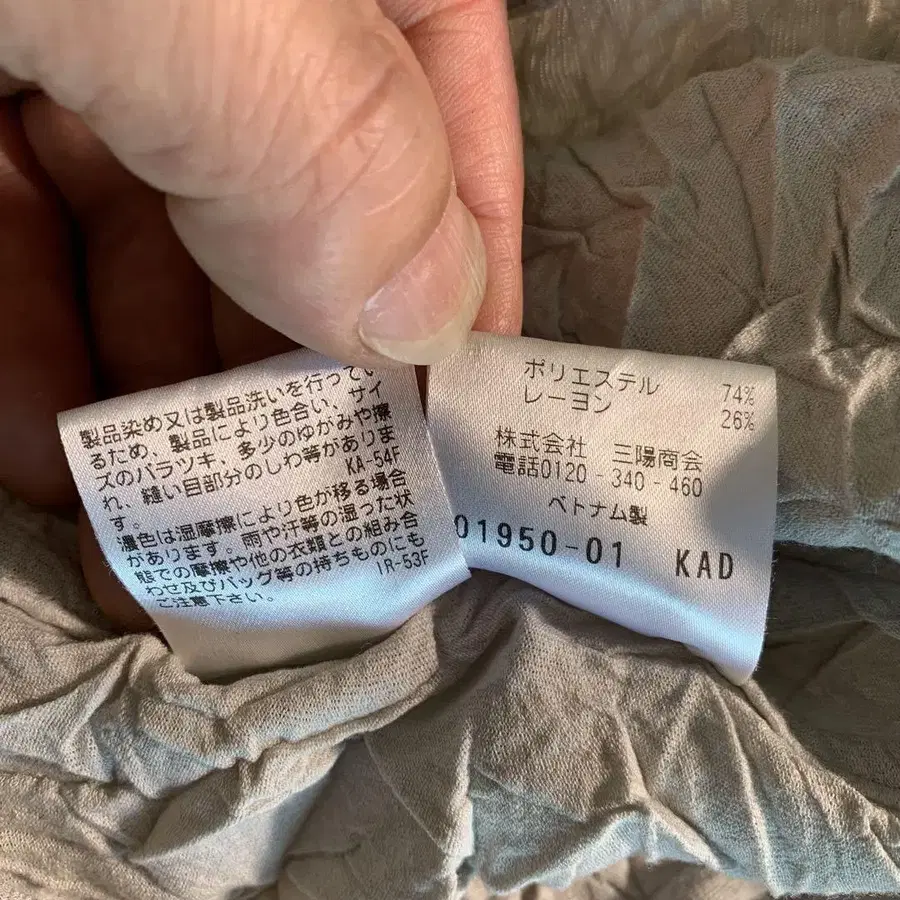 製品染め又は製品洗いを行ってい
るため、製品により色合い、サイ
ズのバラツキ、多少のゆがみや擦
れ、縫い目部分のしわ等がありま
す。
KA-54F
濃色は湿摩擦により色が移る場合
があります。雨や汗等の湿った状
態での摩擦や他の衣類との組み合
わせ及びバッグ等の持ちものにも
ご注意下さい。
IR-53F
ポリエステル 74%
レーヨン 26%
株式会社 三陽商会
電話0120-340-460
ベトナム製
01950-01 KAD